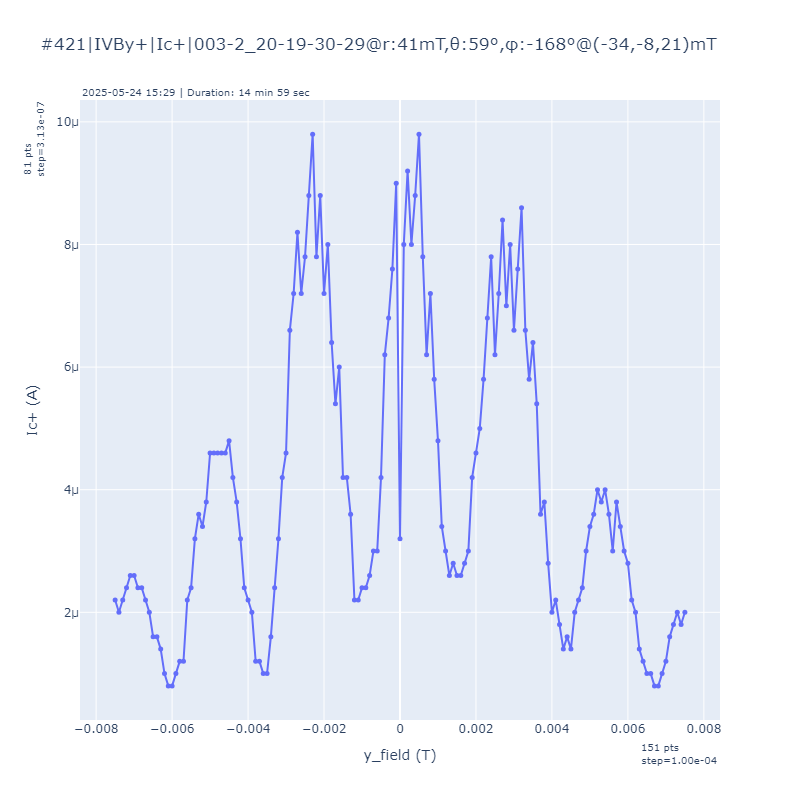 #421|IVBy+|Ic+|003-2_20-19-30-29@r:41mT,θ:59º,φ:-168º@(-34,-8,21)mT
2025-05-24 15:29 | Duration: 14 min 59 sec
81 pts
step=3.13e-07
10μ
8μ
6μ
4μ
2μ
Ic+ (A)
−0.008
−0.006
−0.004
−0.002
0
0.002
0.004
0.006
0.008
y_field (T)
151 pts
step=1.00e-04